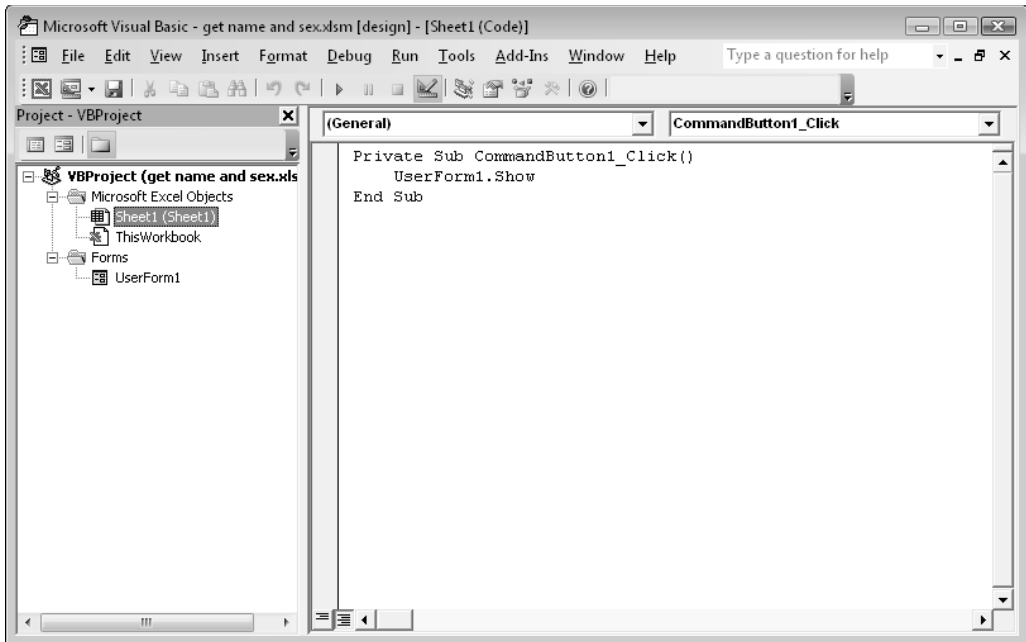 Microsoft Visual Basic - get name and sex.xlsm [design] - [Sheet1 (Code)]
File Edit View Insert Format Debug Run Tools Add-Ins Window Help Type a question for help
Project - VBProject
(General) CommandButton1_Click
VBProject (get name and sex.xls
Microsoft Excel Objects
Sheet1 (Sheet1)
ThisWorkbook
Forms
UserForm1
Private Sub CommandButton1_Click()
UserForm1.Show
End Sub